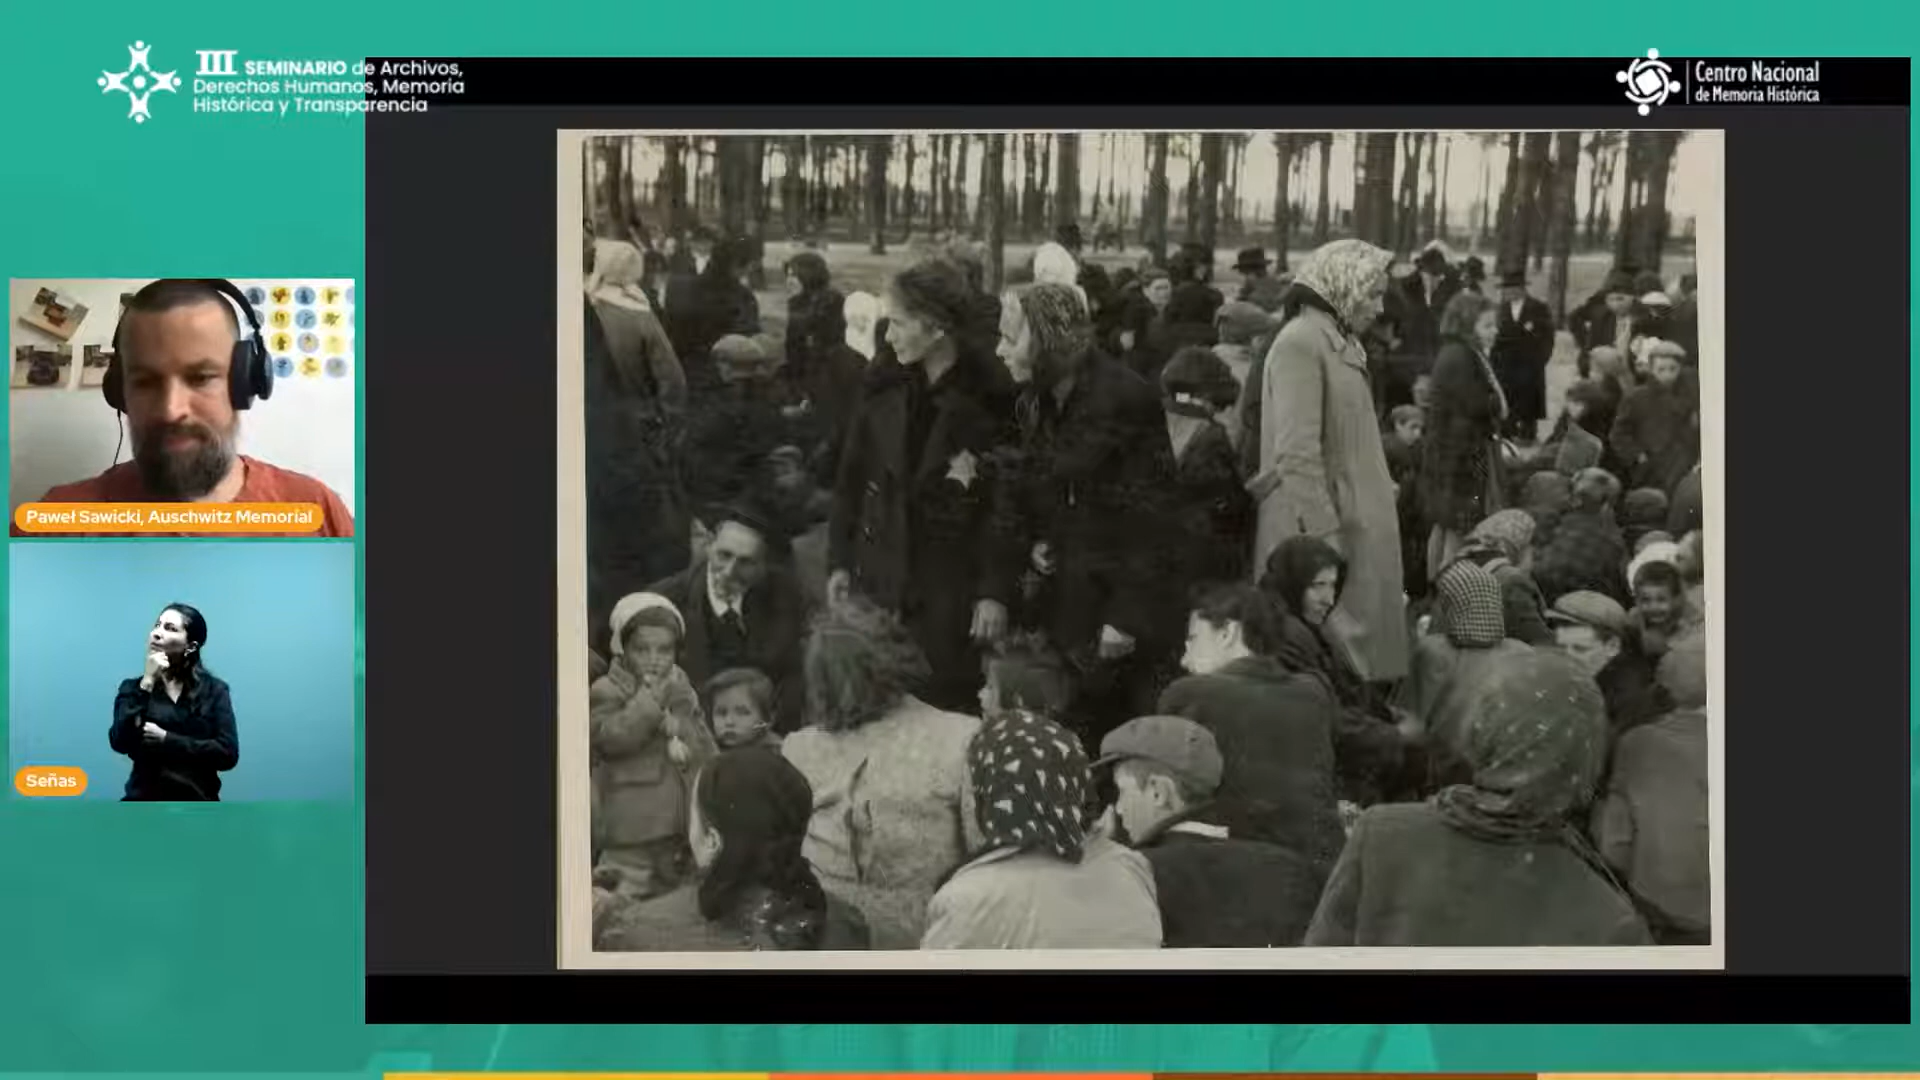 III SEMINARIO de Archivos,
Derechos Humanos, Memoria
Histórica y Transparencia
Centro Nacional
de Memoria Histórica
Paweł Sawicki, Auschwitz Memorial
Señas